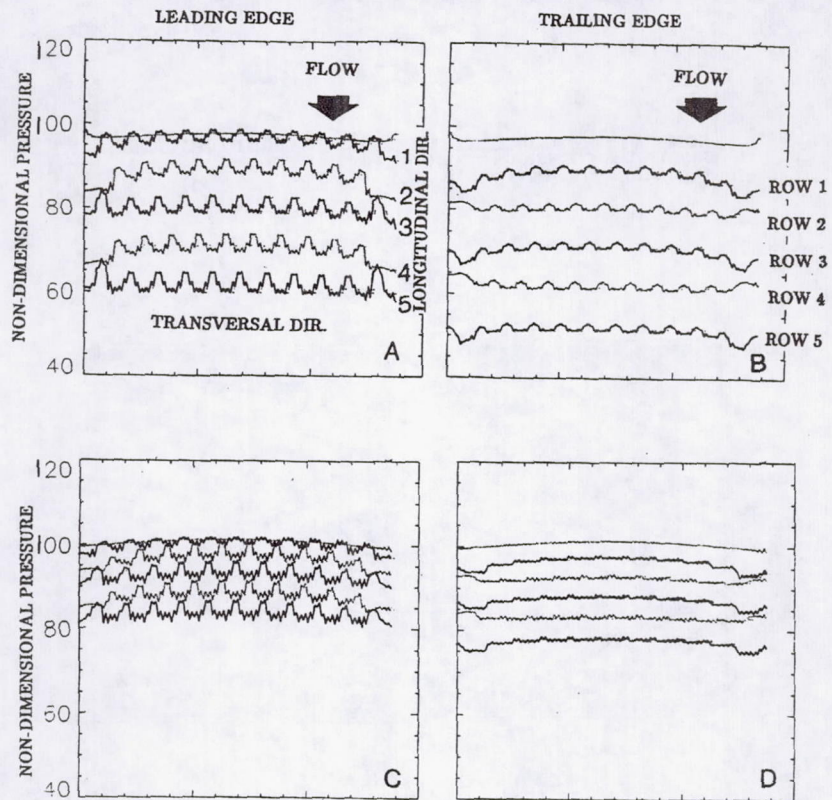 LEADING EDGE
TRAILING EDGE
NON-DIMENSIONAL PRESSURE
120
100
80
60
40
FLOW
1
2
3
4
5
LONGITUDINAL DIR.
TRANSVERSAL DIR.
A
FLOW
ROW 1
ROW 2
ROW 3
ROW 4
ROW 5
B
NON-DIMENSIONAL PRESSURE
120
100
80
50
40
C
D